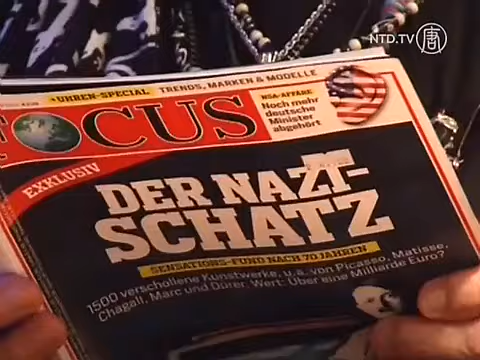 NTD.TV
+UHREN-SPECIAL TRENDS, MARKEN & MODELLE
FOCUS
NSA-AFFÄRE
Noch mehr
deutsche
Minister
abgehört
EXKLUSIV
DER NAZI-
SCHATZ
SENSATIONS-FUND NACH 70 JAHREN
1500 verschollene Kunstwerke, u.a. von Picasso, Matisse,
Chagall, Marc und Dürer. Wert: Über eine Milliarde Euro?